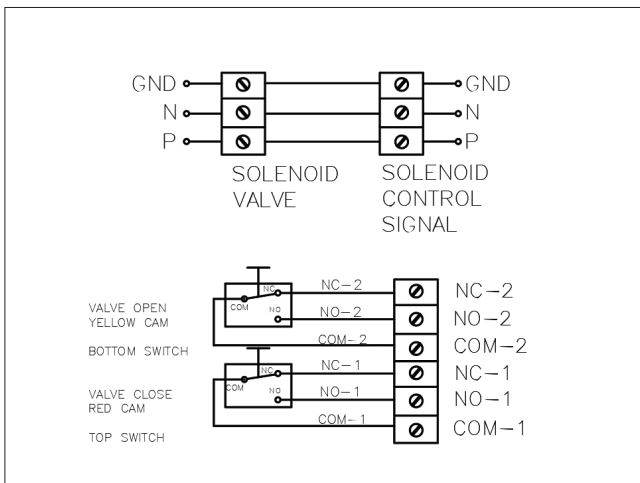 GND GND
N N
P P
SOLENOID VALVE
SOLENOID CONTROL SIGNAL
NC-2 NC-2
NC
COM
NO-2 NO-2
NO
VALVE OPEN
YELLOW CAM
COM-2 COM-2
BOTTOM SWITCH
NC-1 NC-1
NC
COM
NO-1 NO-1
NO
VALVE CLOSE
RED CAM
COM-1 COM-1
TOP SWITCH